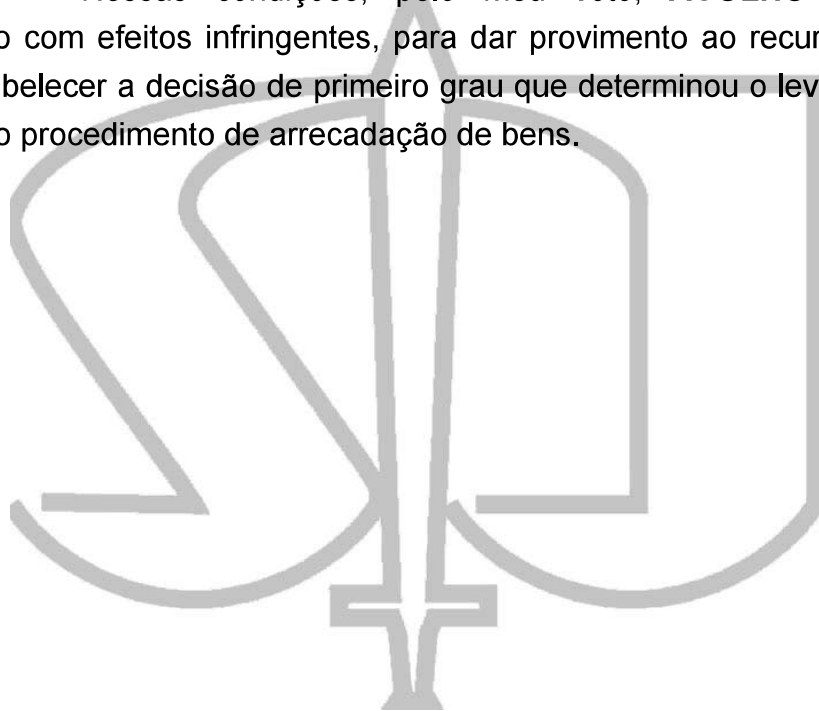 o com efeitos infringentes, para dar provimento ao recur
belecer a decisão de primeiro grau que determinou o lev
o procedimento de arrecadação de bens.